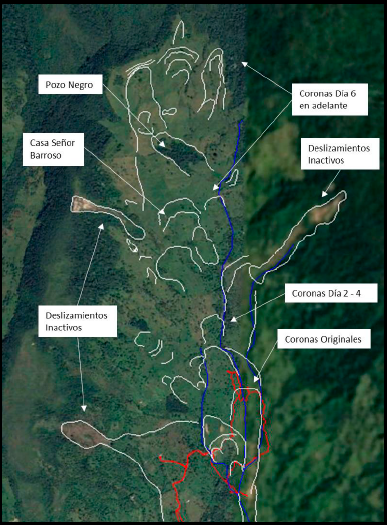 Pozo Negro
Coronas Día 6
en adelante
Casa Señor
Barroso
Deslizamientos
Inactivos
Coronas Día 2 - 4
Deslizamientos
Inactivos
Coronas Originales